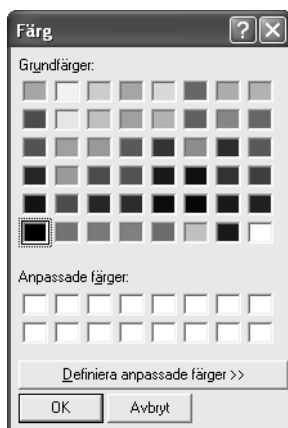 Färg
Grundfärger:
Anpassade färger:
Definiera anpassade färger >>
OK Avbryt